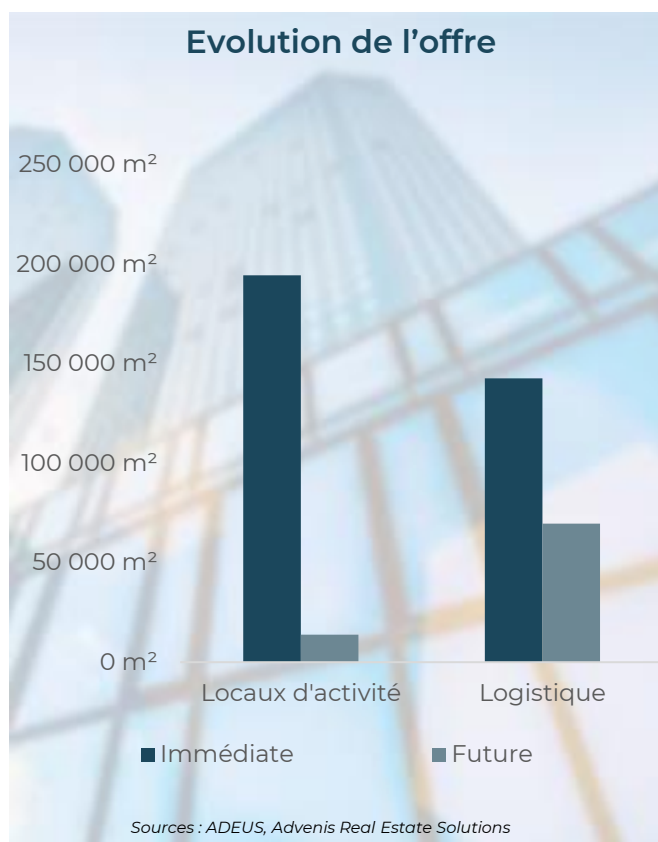 Evolution de l’offre
250 000 m²
200 000 m²
150 000 m²
100 000 m²
50 000 m²
0 m²
Locaux d'activité Logistique
Immédiate Future
Sources : ADEUS, Advenis Real Estate Solutions